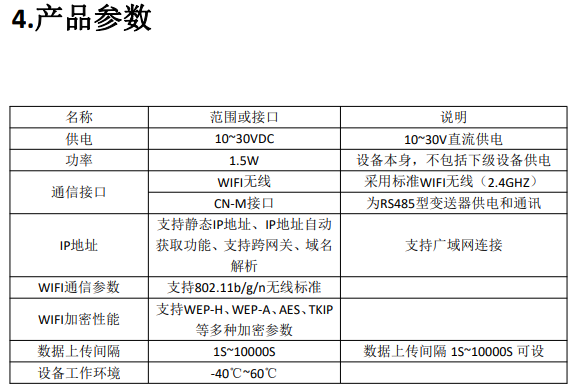 4.产品参数
名称 范围或接口 说明
供电 10~30VDC 10~30V直流供电
功率 1.5W 设备本身，不包括下级设备供电
通信接口 WIFI无线 采用标准WIFI无线（2.4GHZ）
CN-M接口 为RS485型变送器供电和通讯
IP地址 支持静态IP地址、IP地址自动
获取功能、支持跨网关、域名
解析 支持广域网连接
WIFI通信参数 支持802.11b/g/n无线标准
WIFI加密性能 支持WEP-H、WEP-A、AES、TKIP
等多种加密参数
数据上传间隔 1S~10000S 数据上传间隔 1S~10000S 可设
设备工作环境 -40℃~60℃